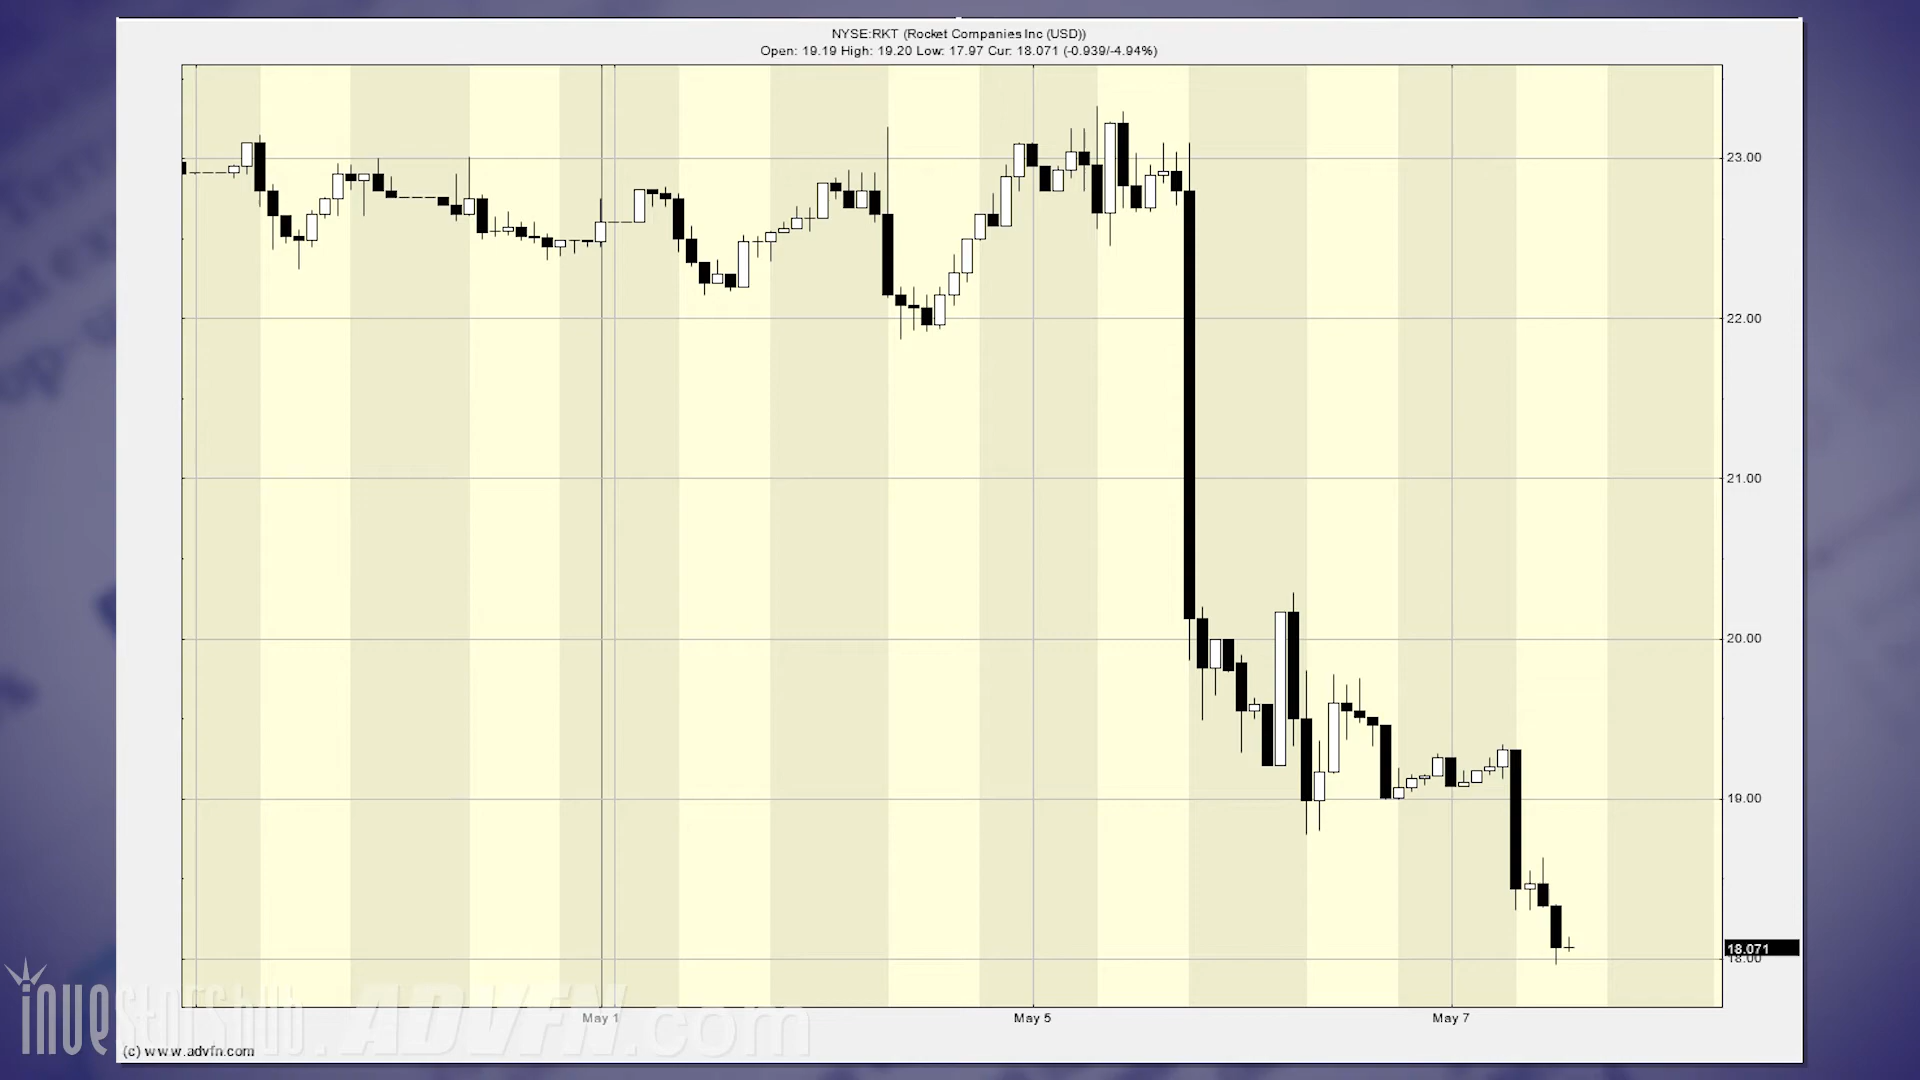 NYSE:RKT (Rocket Companies Inc (USD))
Open: 19.19 High: 19.20 Low: 17.97 Cur: 18.071 (-0.939/-4.94%)
23.00
22.00
21.00
20.00
19.00
18.071
18.00
May 1
May 5
May 7
investorshub. ADVFN.com
(c) www.advfn.com